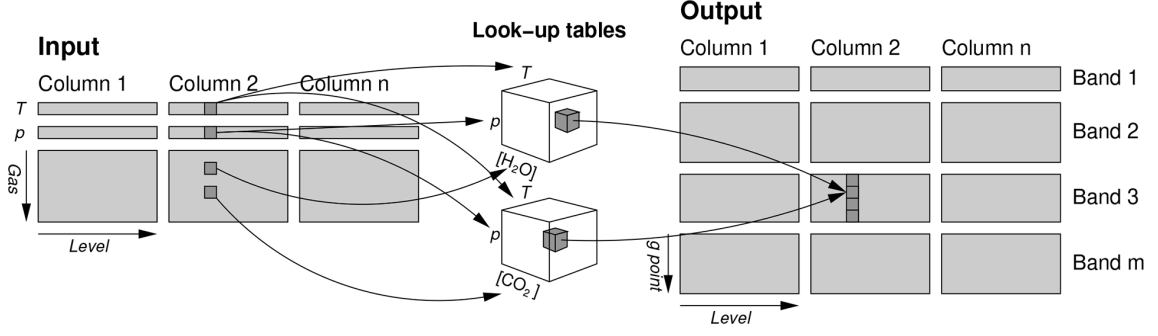 Input
Column 1
Column 2
Column n
T
p
Gas
Level
Look–up tables
T
p
[H₂O]
T
p
[CO₂]
Output
Column 1
Column 2
Column n
Band 1
Band 2
Band 3
Band m
g point
Level